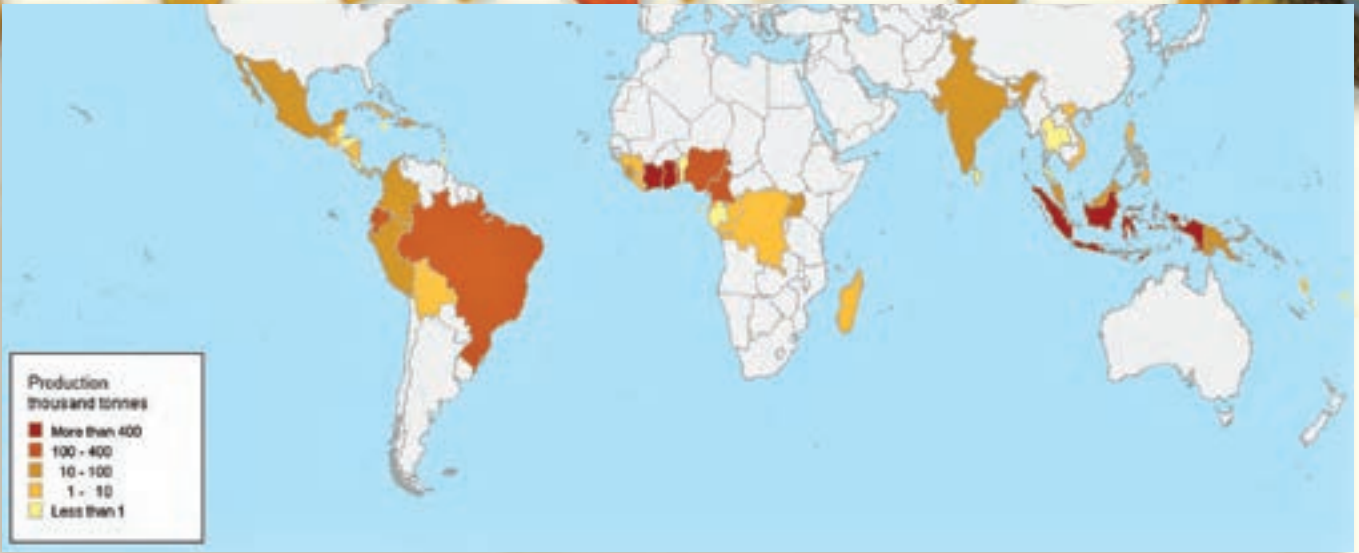 Production
thousand tonnes
More than 400
100 - 400
10 - 100
1 - 10
Less than 1